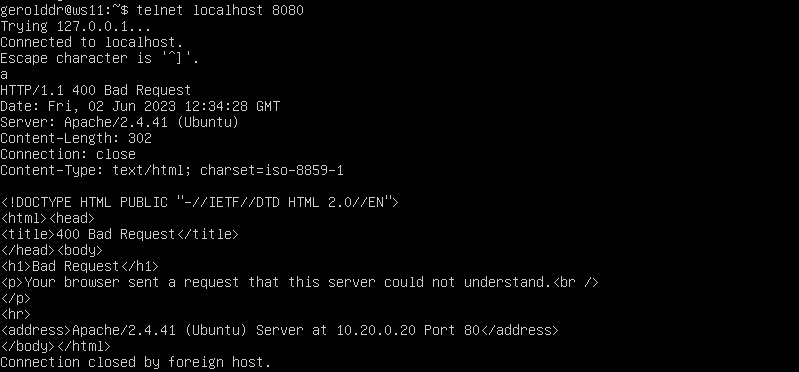 gerolddr@ws11:~$ telnet localhost 8080
Trying 127.0.0.1...
Connected to localhost.
Escape character is '^]'.
a
HTTP/1.1 400 Bad Request
Date: Fri, 02 Jun 2023 12:34:28 GMT
Server: Apache/2.4.41 (Ubuntu)
Content-Length: 302
Connection: close
Content-Type: text/html; charset=iso-8859-1

<!DOCTYPE HTML PUBLIC "-//IETF//DTD HTML 2.0//EN">
<html><head>
<title>400 Bad Request</title>
</head><body>
<h1>Bad Request</h1>
<p>Your browser sent a request that this server could not understand.<br />
</p>
<hr>
<address>Apache/2.4.41 (Ubuntu) Server at 10.20.0.20 Port 80</address>
</body></html>
Connection closed by foreign host.